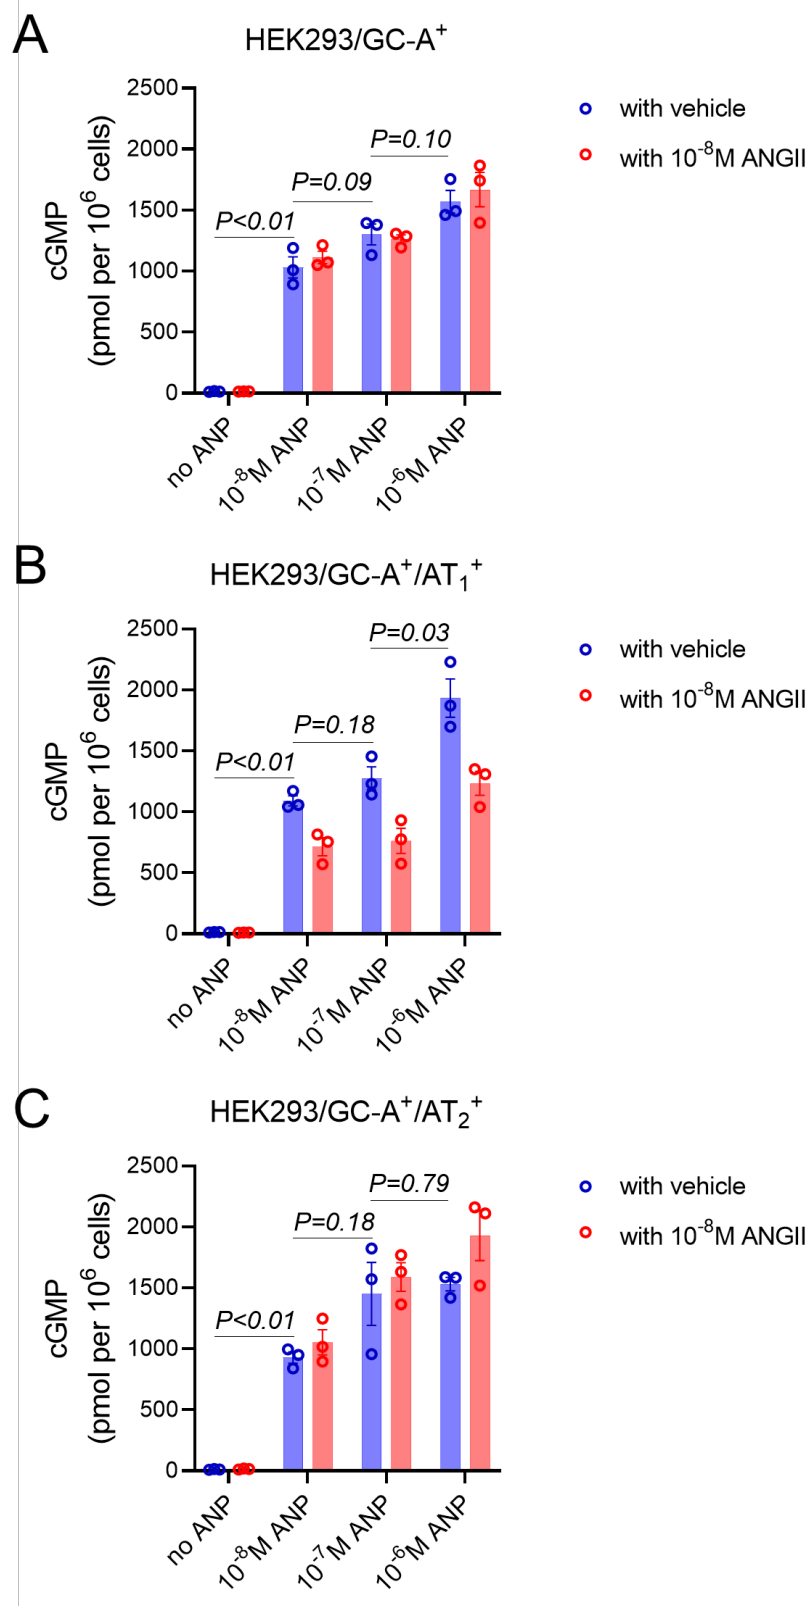 A
HEK293/GC-A⁺
2500
2000
1500
1000
500
0
cGMP
(pmol per 10⁶ cells)
P<0.01
P=0.09
P=0.10
with vehicle
with 10⁻⁸M ANGII
no ANP
10⁻⁸M ANP
10⁻⁷M ANP
10⁻⁶M ANP
B
HEK293/GC-A⁺/AT₁⁺
2500
2000
1500
1000
500
0
cGMP
(pmol per 10⁶ cells)
P<0.01
P=0.18
P=0.03
with vehicle
with 10⁻⁸M ANGII
no ANP
10⁻⁸M ANP
10⁻⁷M ANP
10⁻⁶M ANP
C
HEK293/GC-A⁺/AT₂⁺
2500
2000
1500
1000
500
0
cGMP
(pmol per 10⁶ cells)
P<0.01
P=0.18
P=0.79
with vehicle
with 10⁻⁸M ANGII
no ANP
10⁻⁸M ANP
10⁻⁷M ANP
10⁻⁶M ANP